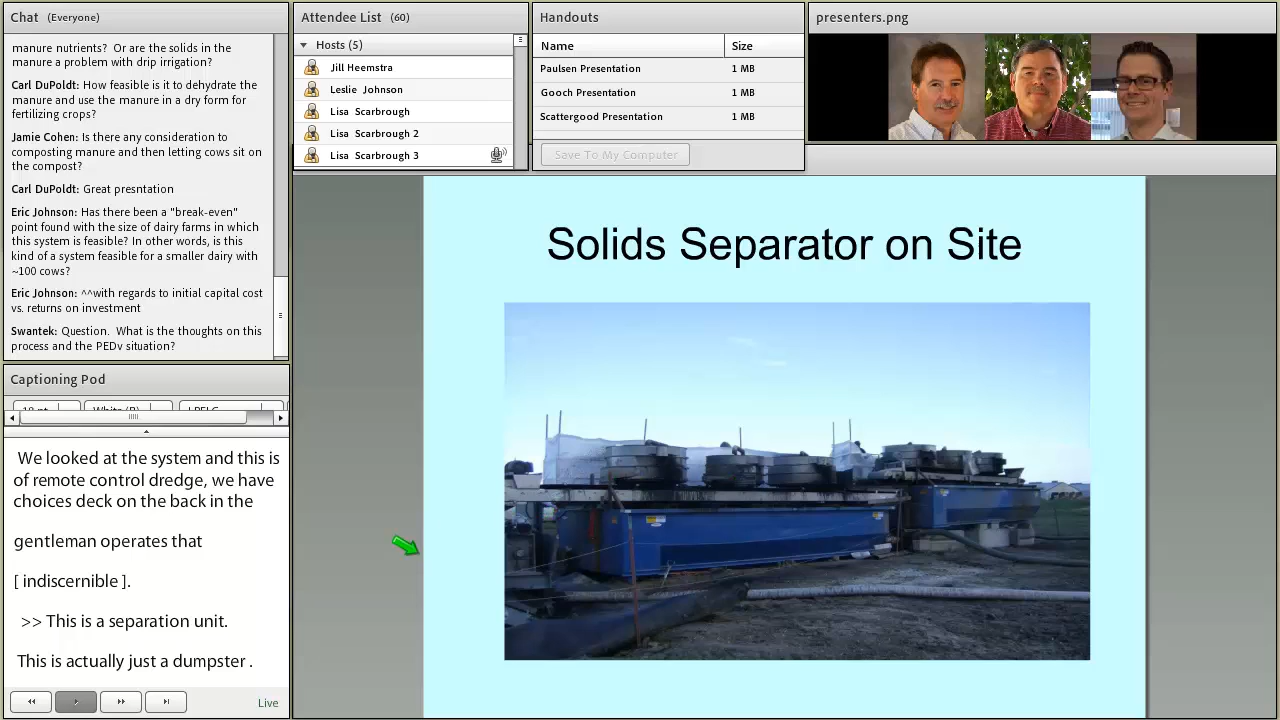 Chat (Everyone)
manure nutrients? Or are the solids in the
manure a problem with drip irrigation?
Carl DuPoldt: How feasible is it to dehydrate the
manure and use the manure in a dry form for
fertilizing crops?
Jamie Cohen: Is there any consideration to
composting manure and then letting cows sit on
the compost?
Carl DuPoldt: Great presntation
Eric Johnson: Has there been a "break-even"
point found with the size of dairy farms in which
this system is feasible? In other words, is this
kind of a system feasible for a smaller dairy with
~100 cows?
Eric Johnson: ^^with regards to initial capital cost
vs. returns on investment
Swantek: Question. What is the thoughts on this
process and the PEDv situation?
Captioning Pod
We looked at the system and this is
of remote control dredge, we have
choices deck on the back in the
gentleman operates that
[ indiscernible ].
>> This is a separation unit.
This is actually just a dumpster .
Live
Attendee List (60)
Hosts (5)
Jill Heemstra
Leslie Johnson
Lisa Scarbrough
Lisa Scarbrough 2
Lisa Scarbrough 3
Handouts
Name Size
Paulsen Presentation 1 MB
Gooch Presentation 1 MB
Scattergood Presentation 1 MB
Save To My Computer
presenters.png
Solids Separator on Site